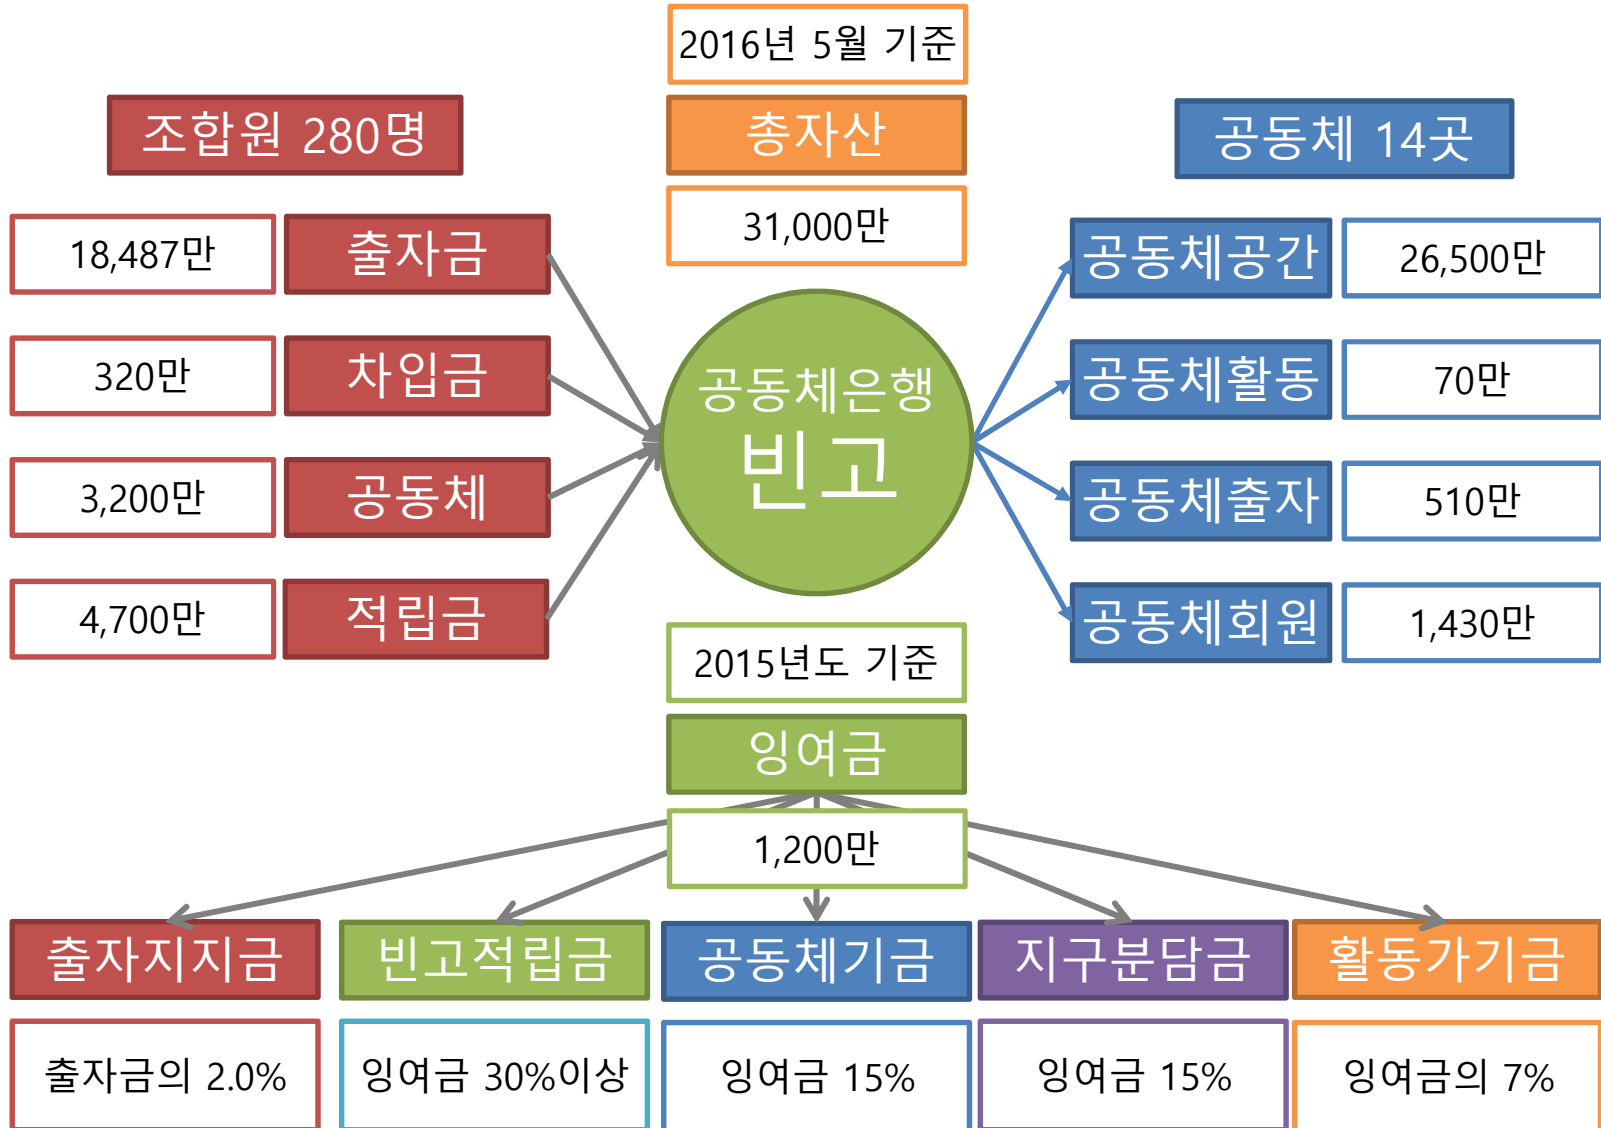 2016년 5월 기준
조합원 280명
총자산
공동체 14곳
31,000만
18,487만
출자금
320만
차입금
3,200만
공동체
4,700만
적립금
공동체은행
빈고
공동체공간
26,500만
공동체활동
70만
공동체출자
510만
공동체회원
1,430만
2015년도 기준
잉여금
1,200만
출자지지금
빈고적립금
공동체기금
지구분담금
활동가기금
출자금의 2.0%
잉여금 30%이상
잉여금 15%
잉여금 15%
잉여금의 7%